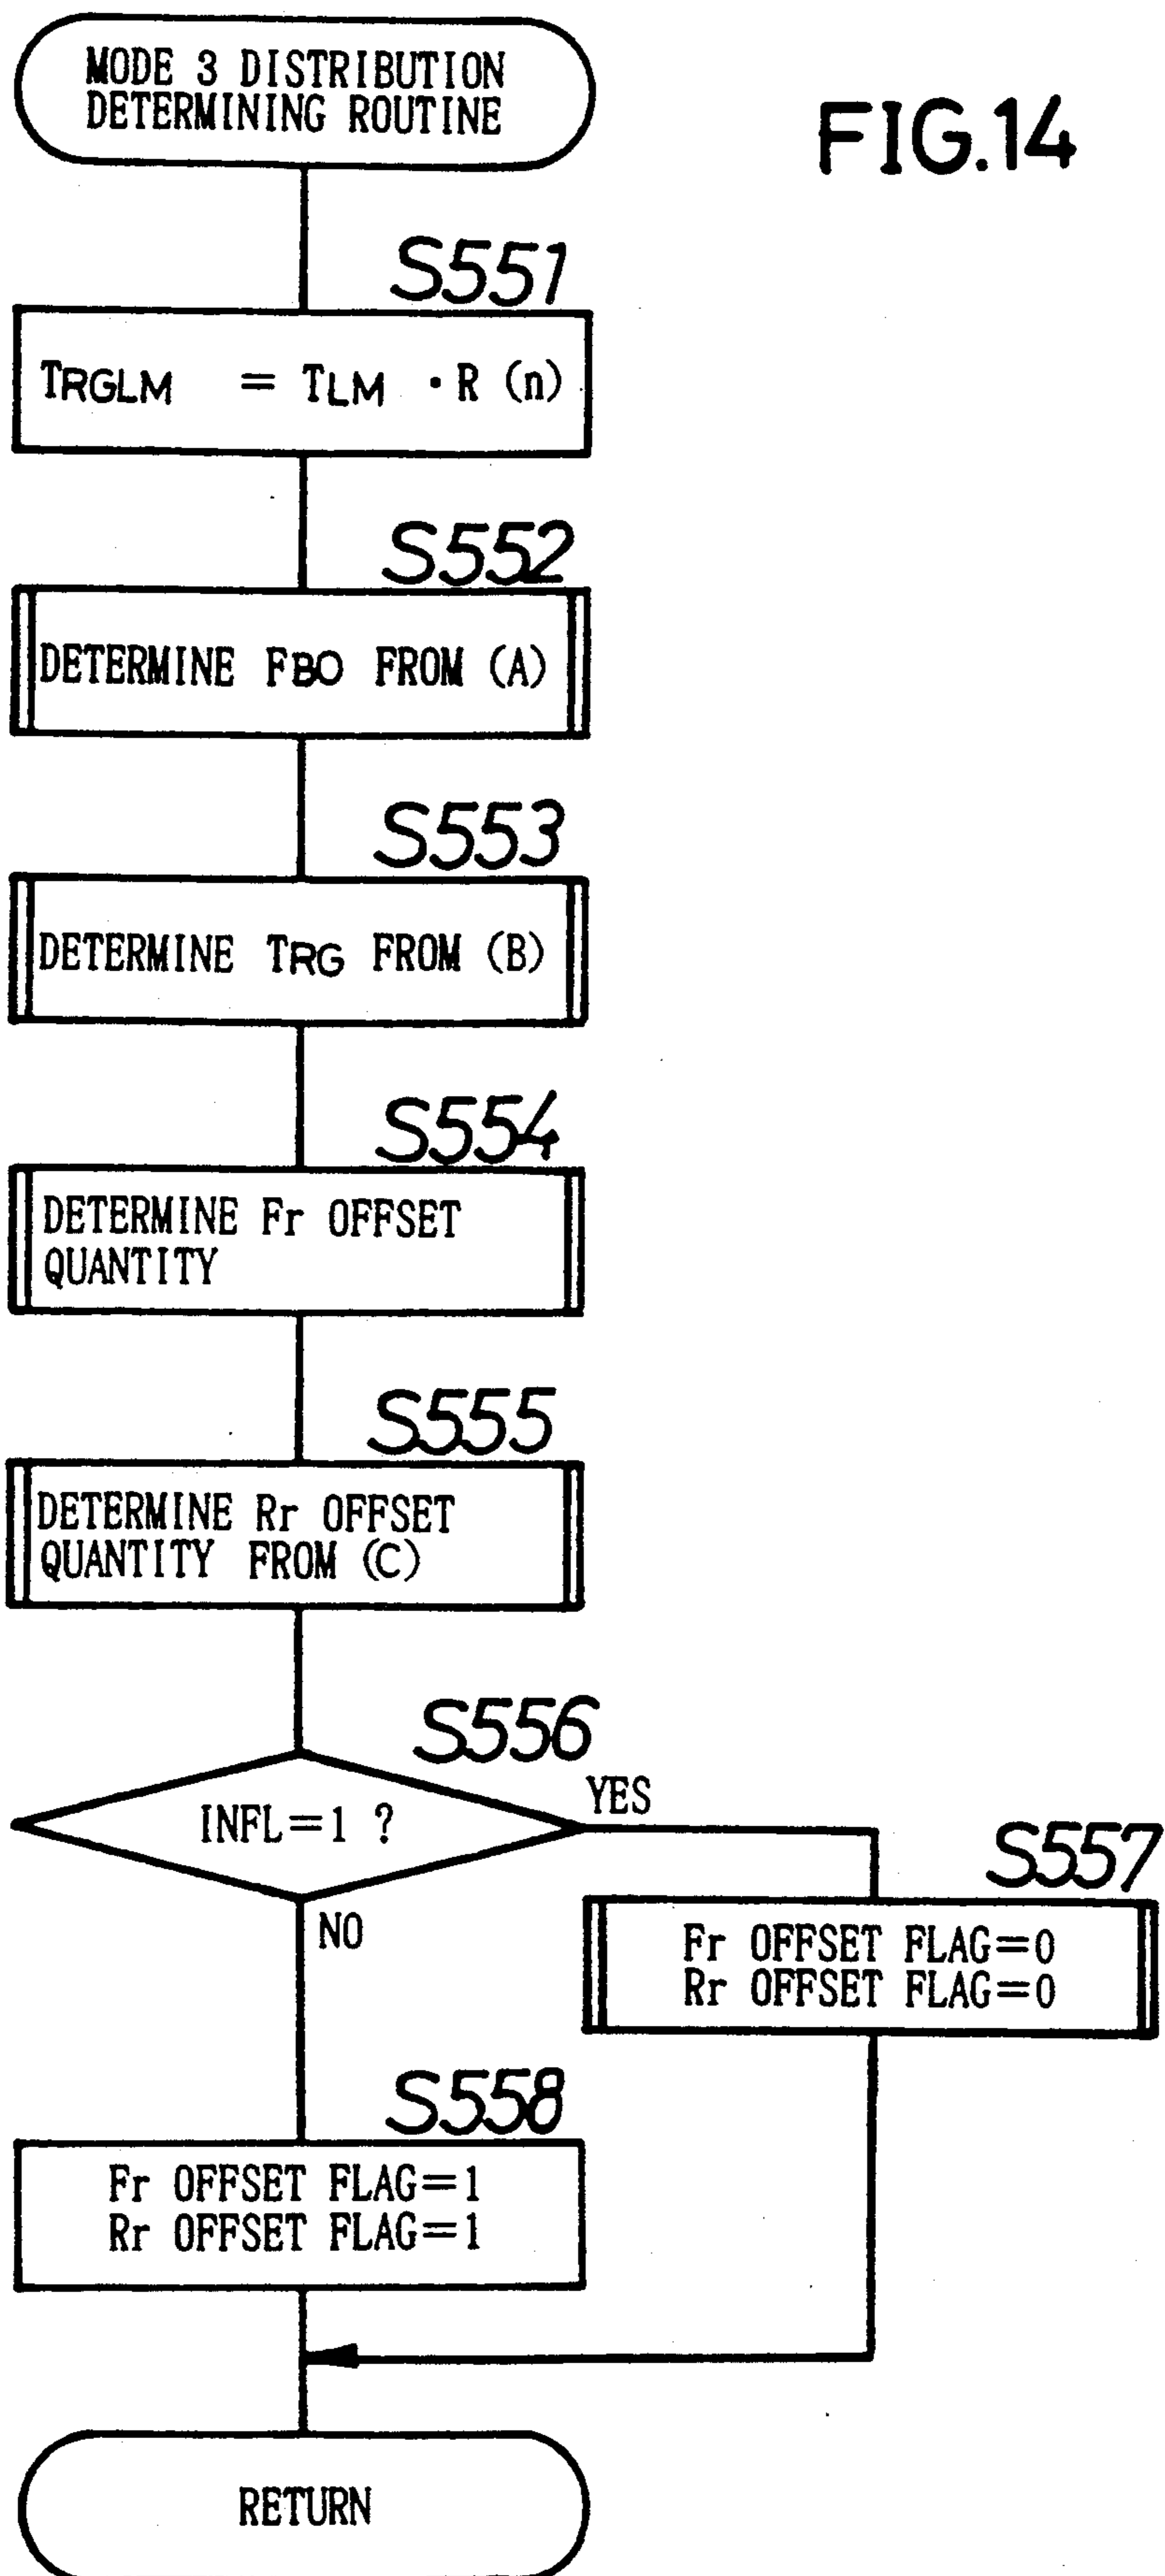 MODE 3 DISTRIBUTION
DETERMINING ROUTINE
FIG.14
S551
TRGLM = TLM · R (n)
S552
DETERMINE FBO FROM (A)
S553
DETERMINE TRG FROM (B)
S554
DETERMINE Fr OFFSET
QUANTITY
S555
DETERMINE Rr OFFSET
QUANTITY FROM (C)
S556
INFL=1 ?
YES
NO
S557
Fr OFFSET FLAG=0
Rr OFFSET FLAG=0
S558
Fr OFFSET FLAG=1
Rr OFFSET FLAG=1
RETURN